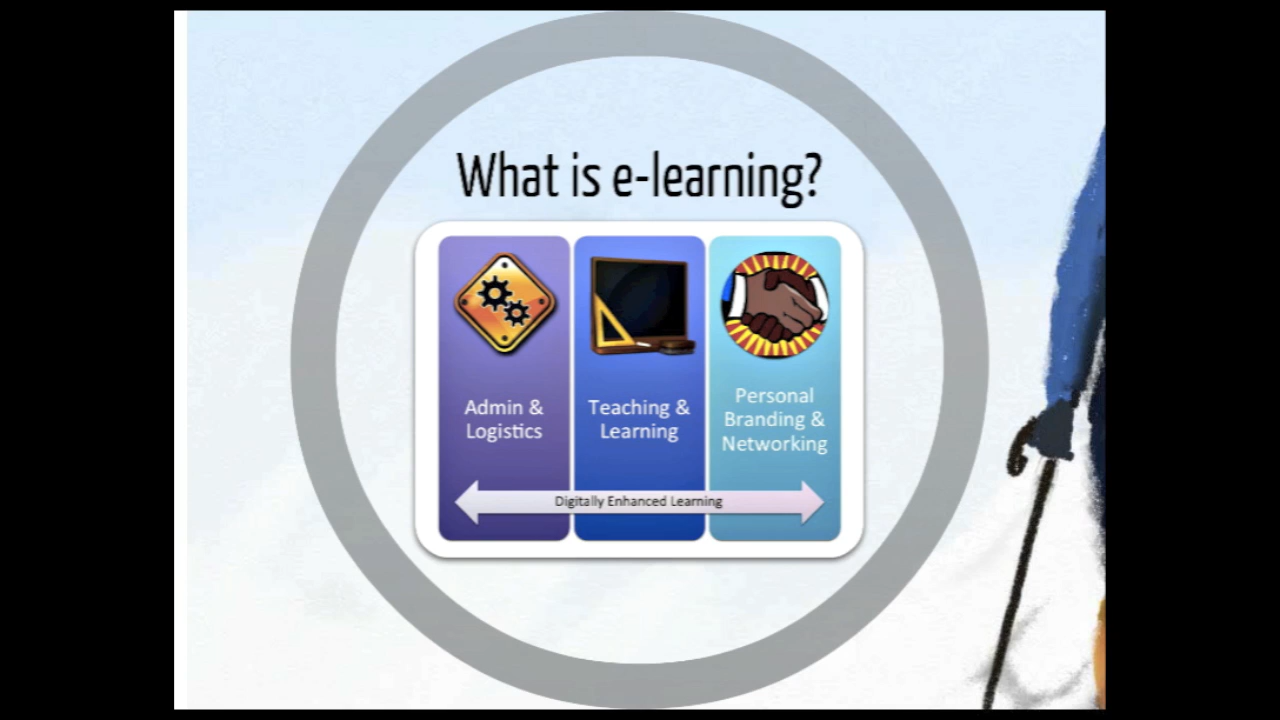 What is e-learning?
Admin &
Logistics
Teaching &
Learning
Personal
Branding &
Networking
Digitally Enhanced Learning